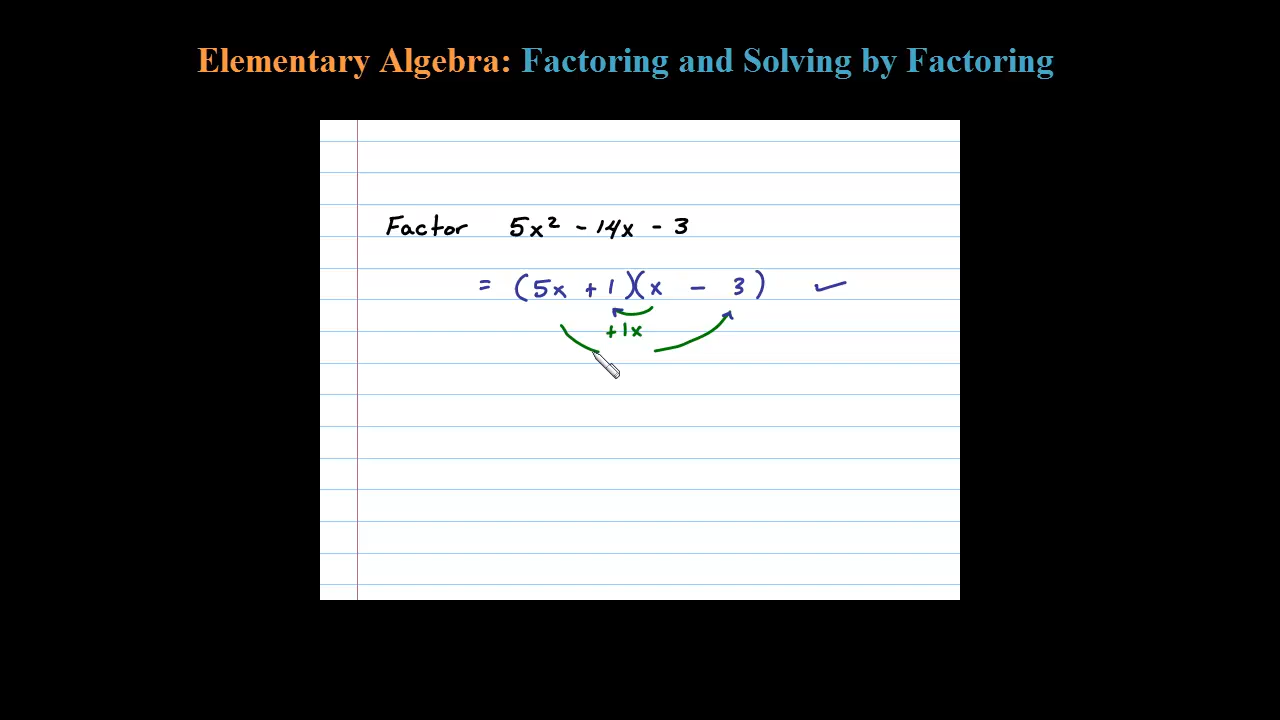 Elementary Algebra: Factoring and Solving by Factoring
Factor 5x² - 14x - 3
= (5x + 1)(x - 3) ✓
+1x